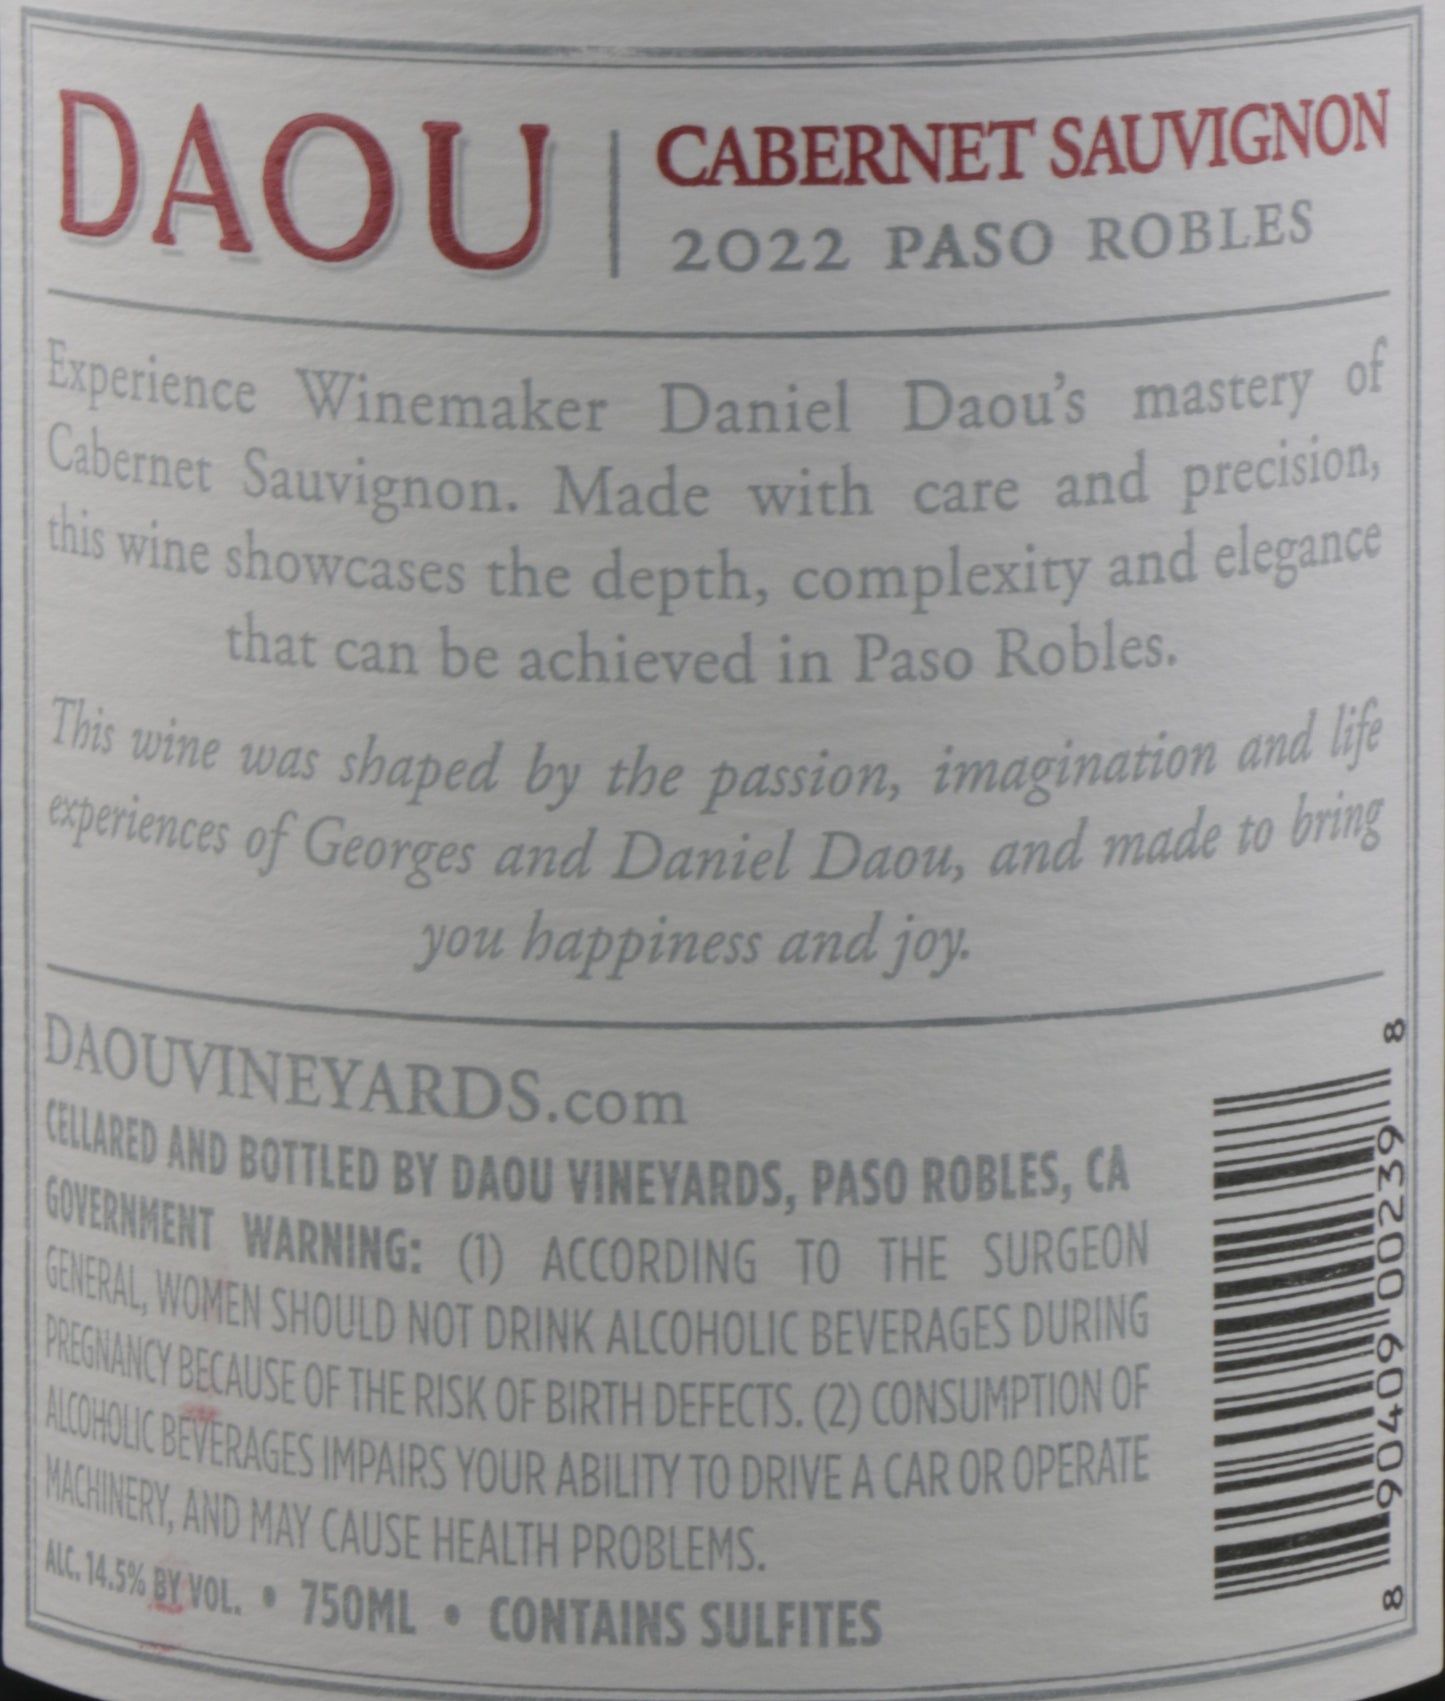 DAOU
CABERNET SAUVIGNON
2022 PASO ROBLES
Experience Winemaker Daniel Daou's mastery of
Cabernet Sauvignon. Made with care and precision,
this wine showcases the depth, complexity and elegance
that can be achieved in Paso Robles.
This wine was shaped by the passion, imagination and life
experiences of Georges and Daniel Daou, and made to bring
you happiness and joy.
DAOUVINEYARDS.com
CELLARED AND BOTTLED BY DAOU VINEYARDS, PASO ROBLES, CA
GOVERNMENT WARNING: (1) ACCORDING TO THE SURGEON
GENERAL, WOMEN SHOULD NOT DRINK ALCOHOLIC BEVERAGES DURING
PREGNANCY BECAUSE OF THE RISK OF BIRTH DEFECTS. (2) CONSUMPTION OF
ALCOHOLIC BEVERAGES IMPAIRS YOUR ABILITY TO DRIVE A CAR OR OPERATE
MACHINERY, AND MAY CAUSE HEALTH PROBLEMS.
ALC. 14.5% BY VOL. • 750ML • CONTAINS SULFITES
8 90409 00239 8